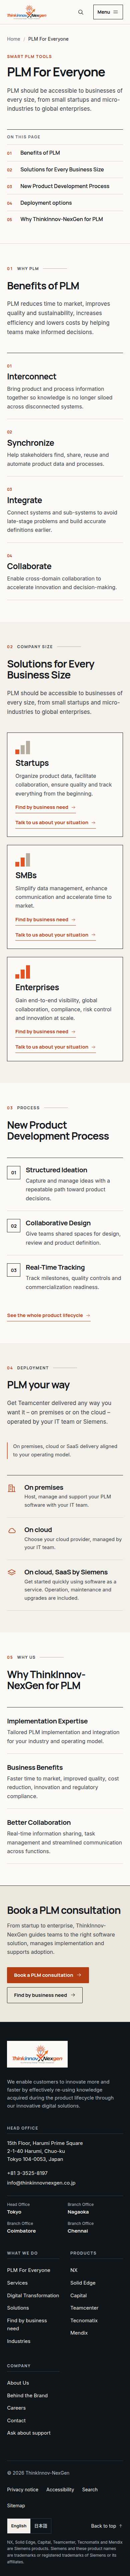 ThinkInnovNexgen
Menu
Home / PLM For Everyone
SMART PLM TOOLS
PLM For Everyone
PLM should be accessible to businesses of
every size, from small startups and micro-
industries to global enterprises.
ON THIS PAGE
01 Benefits of PLM
02 Solutions for Every Business Size
03 New Product Development Process
04 Deployment options
05 Why ThinkInnov-NexGen for PLM
01 WHY PLM
Benefits of PLM
PLM reduces time to market, improves
quality and sustainability, increases
efficiency and lowers costs by helping
teams make informed decisions.
01
Interconnect
Bring product and process information
together so knowledge is no longer siloed
across disconnected systems.
02
Synchronize
Help stakeholders find, share, reuse and
automate product data and processes.
03
Integrate
Connect systems and sub-systems to avoid
late-stage problems and build accurate
definitions earlier.
04
Collaborate
Enable cross-domain collaboration to
accelerate innovation and decision-making.
02 COMPANY SIZE
Solutions for Every
Business Size
PLM should be accessible to businesses of
every size, from small startups and micro-
industries to global enterprises.
Startups
Organize product data, facilitate
collaboration, ensure quality and track
everything from the beginning.
Find by business need →
Talk to us about your situation →
SMBs
Simplify data management, enhance
communication and accelerate time to
market.
Find by business need →
Talk to us about your situation →
Enterprises
Gain end-to-end visibility, global
collaboration, compliance, risk control
and innovation at scale.
Find by business need →
Talk to us about your situation →
03 PROCESS
New Product
Development Process
01 Structured Ideation
Capture and manage ideas with a
repeatable path toward product
decisions.
02 Collaborative Design
Give teams shared spaces for design,
review and product definition.
03 Real-Time Tracking
Track milestones, quality controls and
commercialization readiness.
See the whole product lifecycle →
04 DEPLOYMENT
PLM your way
Get Teamcenter delivered any way you
want it – on premises or on the cloud –
operated by your IT team or Siemens.
On premises, cloud or SaaS delivery aligned
to your operating model.
On premises
Host, manage and support your PLM
software with your IT team.
On cloud
Choose your cloud provider, managed by
your IT team.
On cloud, SaaS by Siemens
Get started quickly using software as a
service. Operation, maintenance and
upgrades are included.
05 WHY US
Why ThinkInnov-
NexGen for PLM
Implementation Expertise
Tailored PLM implementation and integration
for your industry and operating model.
Business Benefits
Faster time to market, improved quality, cost
reduction, innovation and regulatory
compliance.
Better Collaboration
Real-time information sharing, task
management and streamlined communication
across functions.
Book a PLM consultation
From startup to enterprise, ThinkInnov-
NexGen guides teams to the right software
solutions, manages implementation and
supports adoption.
Book a PLM consultation →
Find by business need →
ThinkInnovNexgen
We enable customers to innovate more and
faster by effectively re-using knowledge
acquired during the product lifecycle through
our innovative digital solutions.
HEAD OFFICE
15th Floor, Harumi Prime Square
2-1-40 Harumi, Chuo-ku
Tokyo 104-0053, Japan
+81 3-3525-8197
info@thinkinnovnexgen.co.jp
Head Office Branch Office
Tokyo Nagaoka
Branch Office Branch Office
Coimbatore Chennai
WHAT WE DO PRODUCTS
PLM For Everyone NX
Services Solid Edge
Digital Transformation Capital
Solutions Teamcenter
Find by business Tecnomatix
need
Mendix
Industries
COMPANY
About Us
Behind the Brand
Careers
Contact
Ask about support
© 2026 ThinkInnov-NexGen
Privacy notice Accessibility Search
Sitemap
English 日本語 Back to top ↑
NX, Solid Edge, Capital, Teamcenter, Tecnomatix and Mendix
are products by Siemens. Siemens and these product names
are trademarks or registered trademarks of Siemens or its
affiliates.